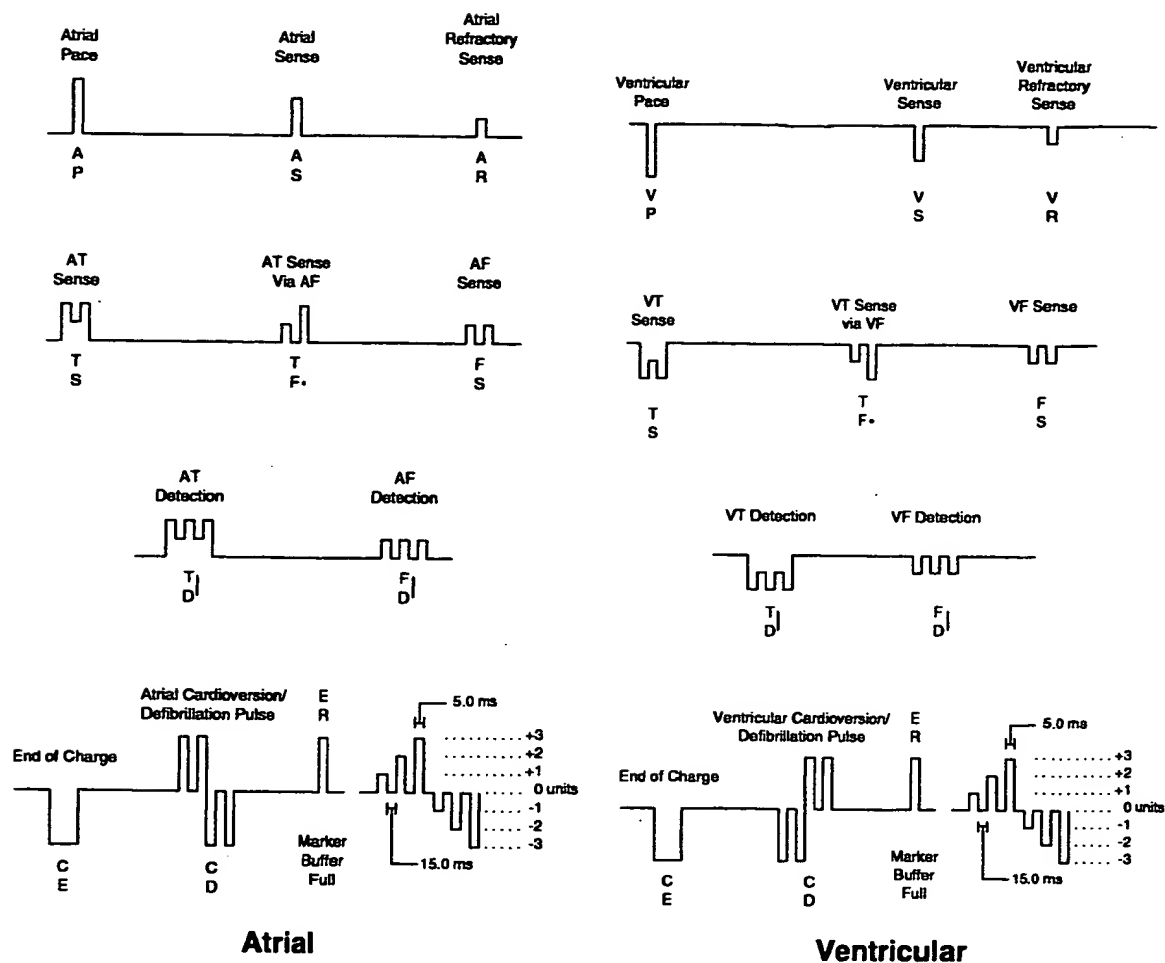 Atrial
Pace
Atrial
Sense
Atrial
Refractory
Sense
A
P
A
S
A
R
AT
Sense
AT Sense
Via AF
AF
Sense
T
S
T
F•
F
S
AT
Detection
AF
Detection
T
D
F
D
End of Charge
Atrial Cardioversion/
Defibrillation Pulse
E
R
5.0 ms
+3
+2
+1
0 units
-1
-2
-3
15.0 ms
Marker
Buffer
Full
C
E
C
D
Atrial
Ventricular
Pace
Ventricular
Sense
Ventricular
Refractory
Sense
V
P
V
S
V
R
VT
Sense
VT Sense
via VF
VF Sense
T
S
T
F•
F
S
VT Detection
VF Detection
T
D
F
D
End of Charge
Ventricular Cardioversion/
Defibrillation Pulse
E
R
5.0 ms
+3
+2
+1
0 units
-1
-2
-3
15.0 ms
Marker
Buffer
Full
C
E
C
D
Ventricular